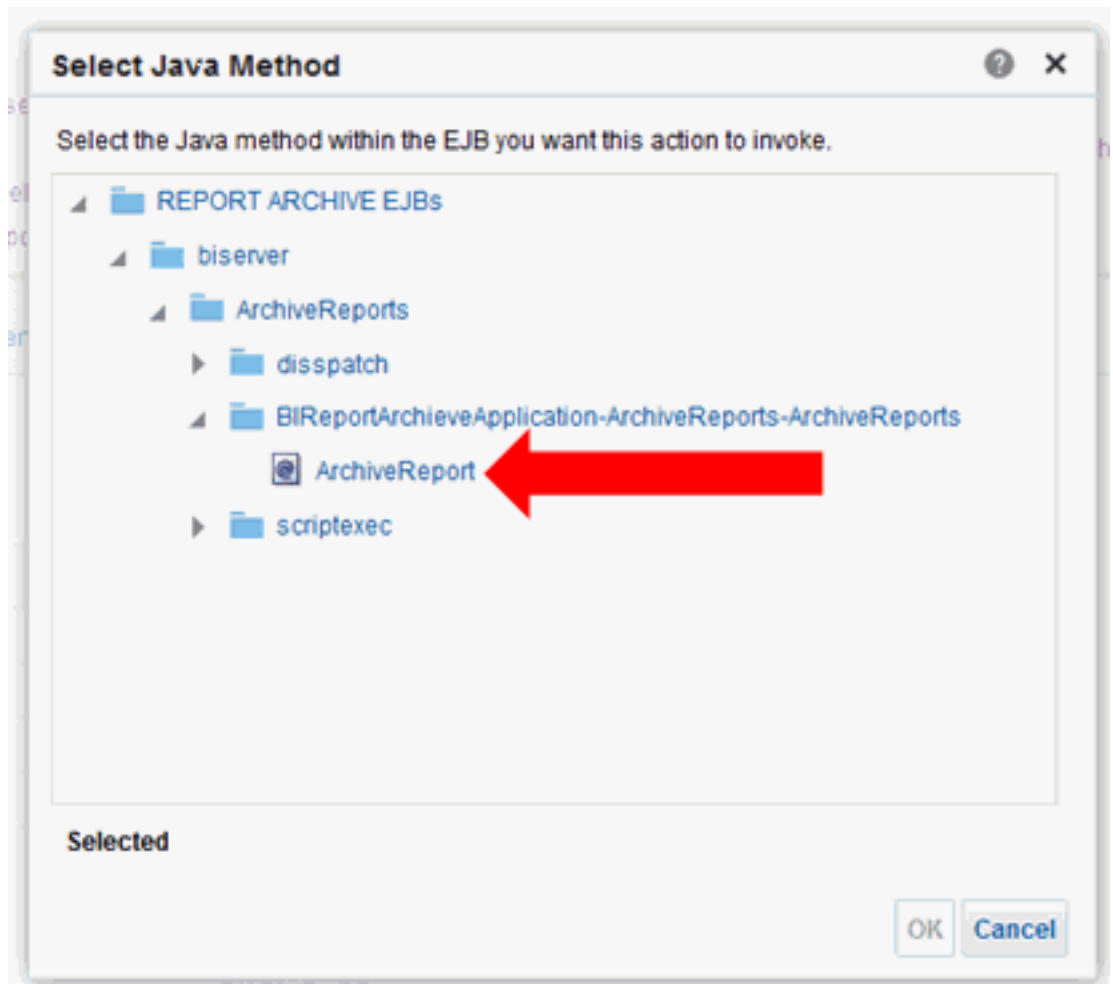 Select Java Method
Select the Java method within the EJB you want this action to invoke.
REPORT ARCHIVE EJBs
biserver
ArchiveReports
disspatch
BIReportArchieveApplication-ArchiveReports-ArchiveReports
ArchiveReport
scriptexec
Selected
OK Cancel